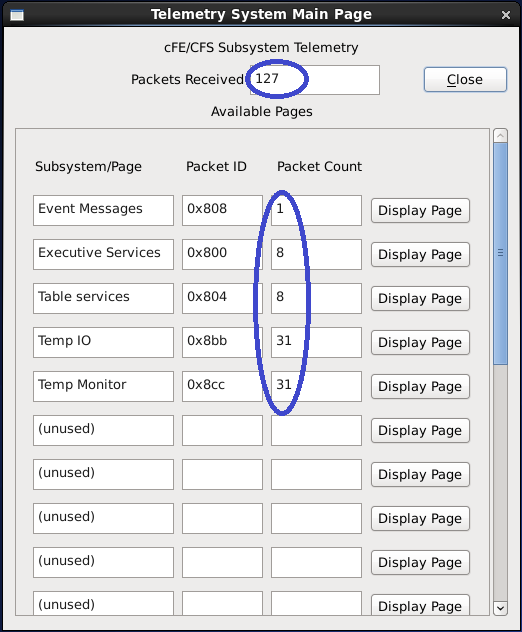 Telemetry System Main Page
cFE/CFS Subsystem Telemetry
Packets Received 127 Close
Available Pages
Subsystem/Page Packet ID Packet Count
Event Messages 0x808 1 Display Page
Executive Services 0x800 8 Display Page
Table services 0x804 8 Display Page
Temp IO 0x8bb 31 Display Page
Temp Monitor 0x8cc 31 Display Page
(unused) Display Page
(unused) Display Page
(unused) Display Page
(unused) Display Page
(unused) Display Page